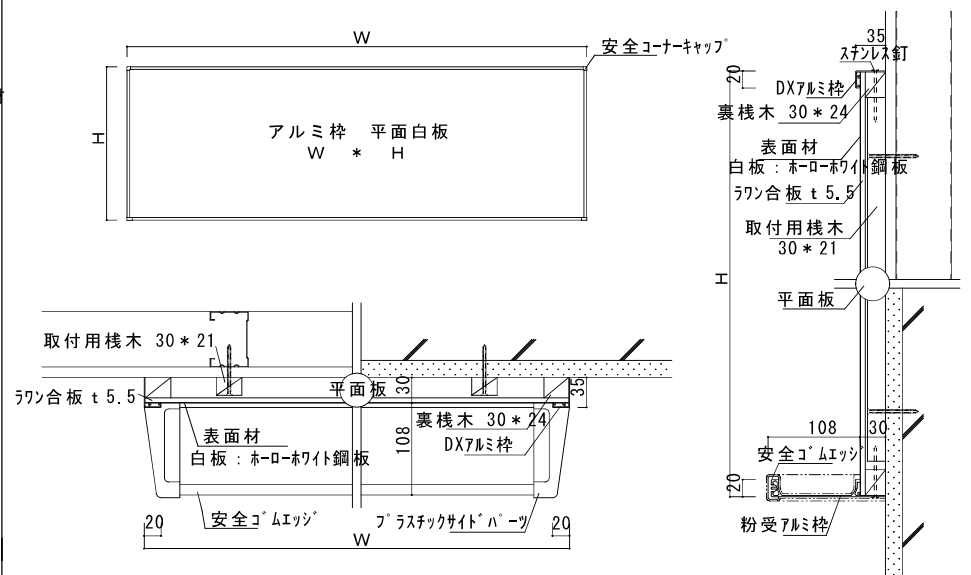 W
安全ｺｰﾅｰｷｬｯﾌﾟ
H
アルミ枠 平面白板
W * H
取付用桟木 30*21
ﾗﾜﾝ合板 t5.5
平面板
30
35
表面材
白板:ﾎｰﾛｰﾎﾜｲﾄ鋼板
裏桟木 30*24
DXｱﾙﾐ枠
108
20
安全ｺﾞﾑｴｯｼﾞ
ﾌﾟﾗｽﾁｯｸｻｲﾄﾞﾊﾟｰﾂ
20
W
35
ｽﾃﾝﾚｽ釘
20
DXｱﾙﾐ枠
裏桟木 30*24
表面材
白板:ﾎｰﾛｰﾎﾜｲﾄ鋼板
ﾗﾜﾝ合板 t5.5
取付用桟木
30*21
H
平面板
108
30
安全ｺﾞﾑｴｯｼﾞ
20
粉受ｱﾙﾐ枠